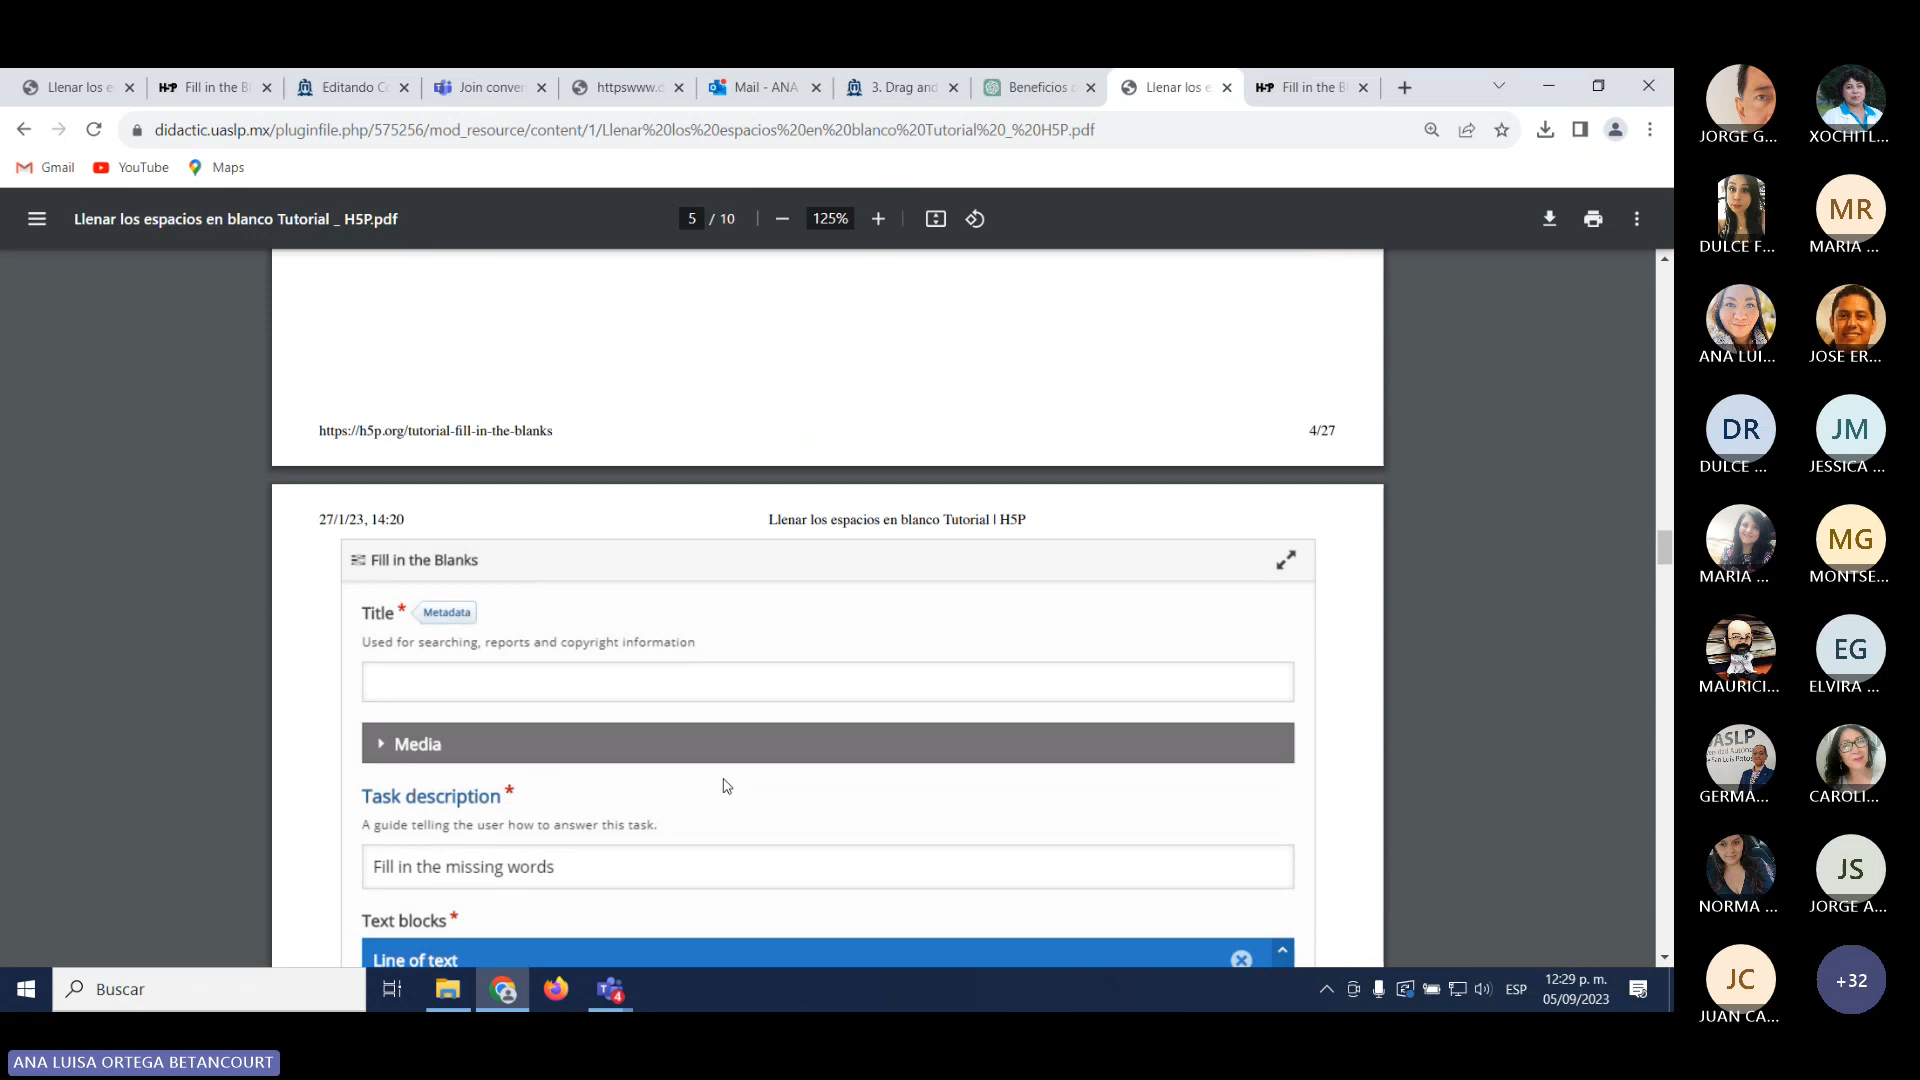 Llenar los e
H-P Fill in the B
Editando C
Join conver
httpswww.d
Mail - ANA
3. Drag and
Beneficios c
Llenar los e
H-P Fill in the B
didactic.uaslp.mx/pluginfile.php/575256/mod_resource/content/1/Llenar%20los%20espacios%20en%20blanco%20Tutorial%20_%20H5P.pdf
Gmail
YouTube
Maps
Llenar los espacios en blanco Tutorial _ H5P.pdf
5 / 10
125%
https://h5p.org/tutorial-fill-in-the-blanks
4/27
27/1/23, 14:20
Llenar los espacios en blanco Tutorial | H5P
Fill in the Blanks
Title *
Metadata
Used for searching, reports and copyright information
Media
Task description *
A guide telling the user how to answer this task.
Fill in the missing words
Text blocks *
Line of text
Buscar
4
ESP
12:29 p. m.
05/09/2023
JORGE G...
XOCHITL...
DULCE F...
MR
MARIA ...
ANA LUI...
JOSE ER...
DR
DULCE ...
JM
JESSICA ...
MARIA ...
MG
MONTSE...
MAURICI...
EG
ELVIRA ...
GERMA...
CAROLI...
NORMA ...
JS
JORGE A...
JC
JUAN CA...
+32
ANA LUISA ORTEGA BETANCOURT